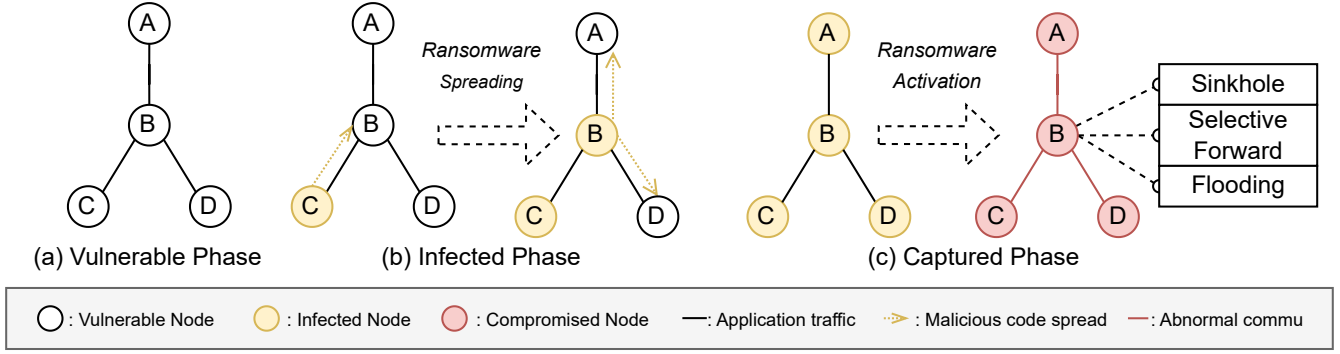 A
B
C
D
(a) Vulnerable Phase
A
B
C
D
Ransomware
Spreading
A
B
C
D
(b) Infected Phase
A
B
C
D
Ransomware
Activation
A
B
C
D
Sinkhole
Selective
Forward
Flooding
(c) Captured Phase
: Vulnerable Node
: Infected Node
: Compromised Node
: Application traffic
: Malicious code spread
: Abnormal commu